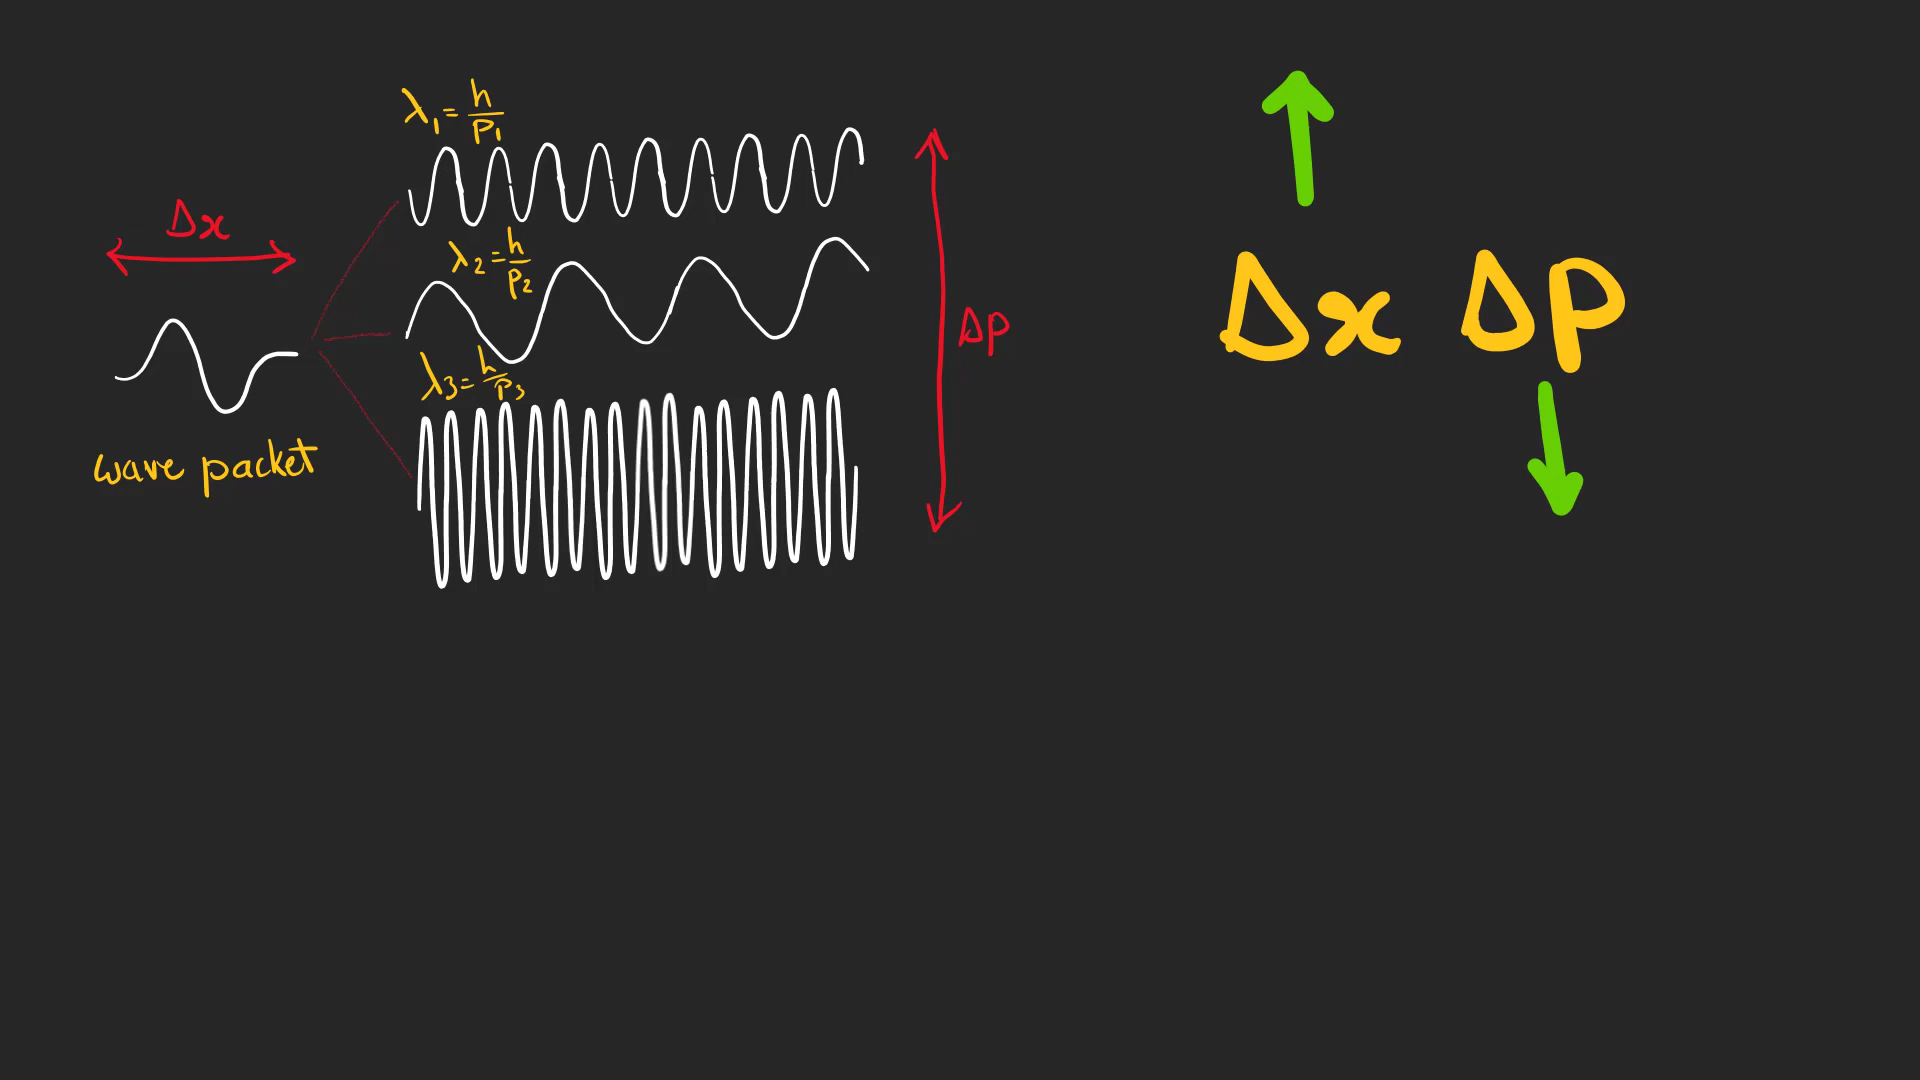 λ₁ = h/p₁
Δx
λ₂ = h/p₂
Δp
λ₃ = h/p₃
wave packet
Δx Δp